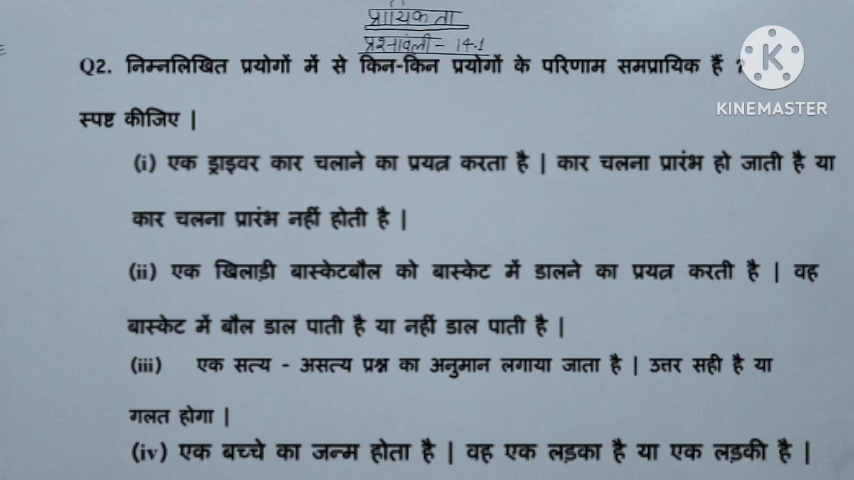 प्रायिकता
प्रश्नावली - 14.1
Q2. निम्नलिखित प्रयोगों में से किन-किन प्रयोगों के परिणाम समप्रायिक हैं ?
KINEMASTER
स्पष्ट कीजिए |
(i) एक ड्राइवर कार चलाने का प्रयत्न करता है | कार चलना प्रारंभ हो जाती है या
कार चलना प्रारंभ नहीं होती है |
(ii) एक खिलाड़ी बास्केटबौल को बास्केट में डालने का प्रयत्न करती है | वह
बास्केट में बौल डाल पाती है या नहीं डाल पाती है |
(iii) एक सत्य - असत्य प्रश्न का अनुमान लगाया जाता है | उत्तर सही है या
गलत होगा |
(iv) एक बच्चे का जन्म होता है | वह एक लड़का है या एक लड़की है |